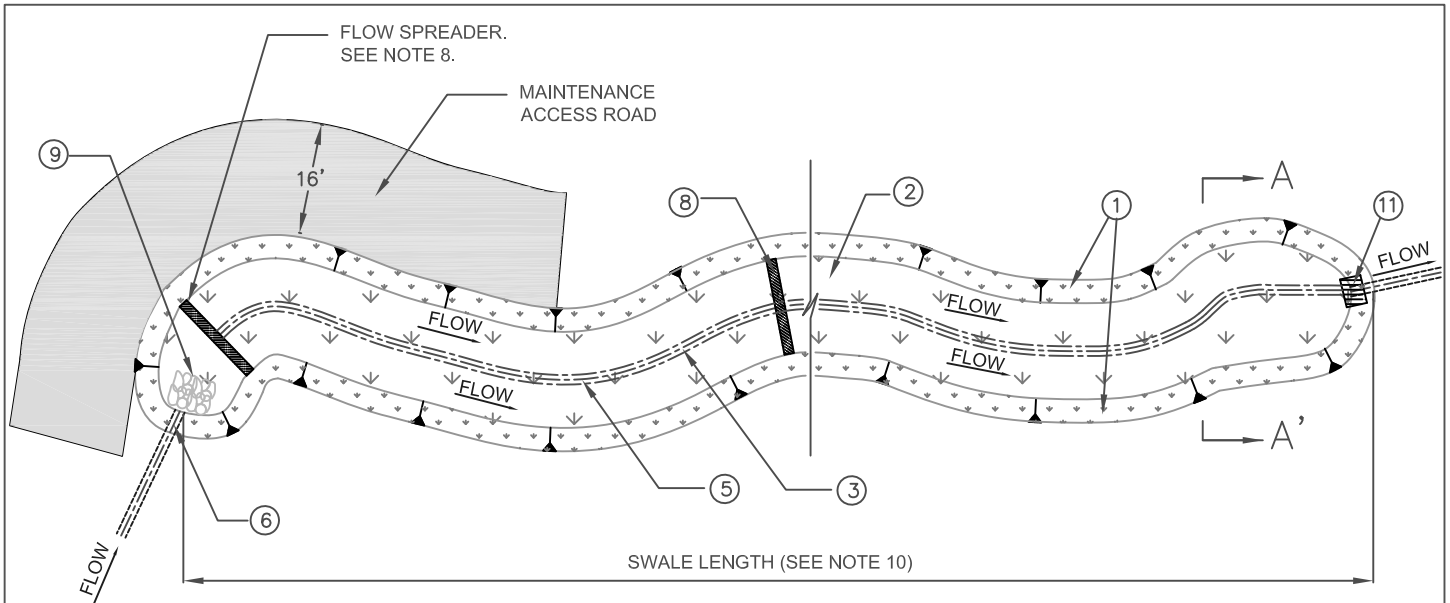 FLOW SPREADER.
SEE NOTE 8.
MAINTENANCE
ACCESS ROAD
9
16'
8
2
1
A
11
FLOW
FLOW
FLOW
FLOW
FLOW
A'
5
3
6
FLOW
SWALE LENGTH (SEE NOTE 10)